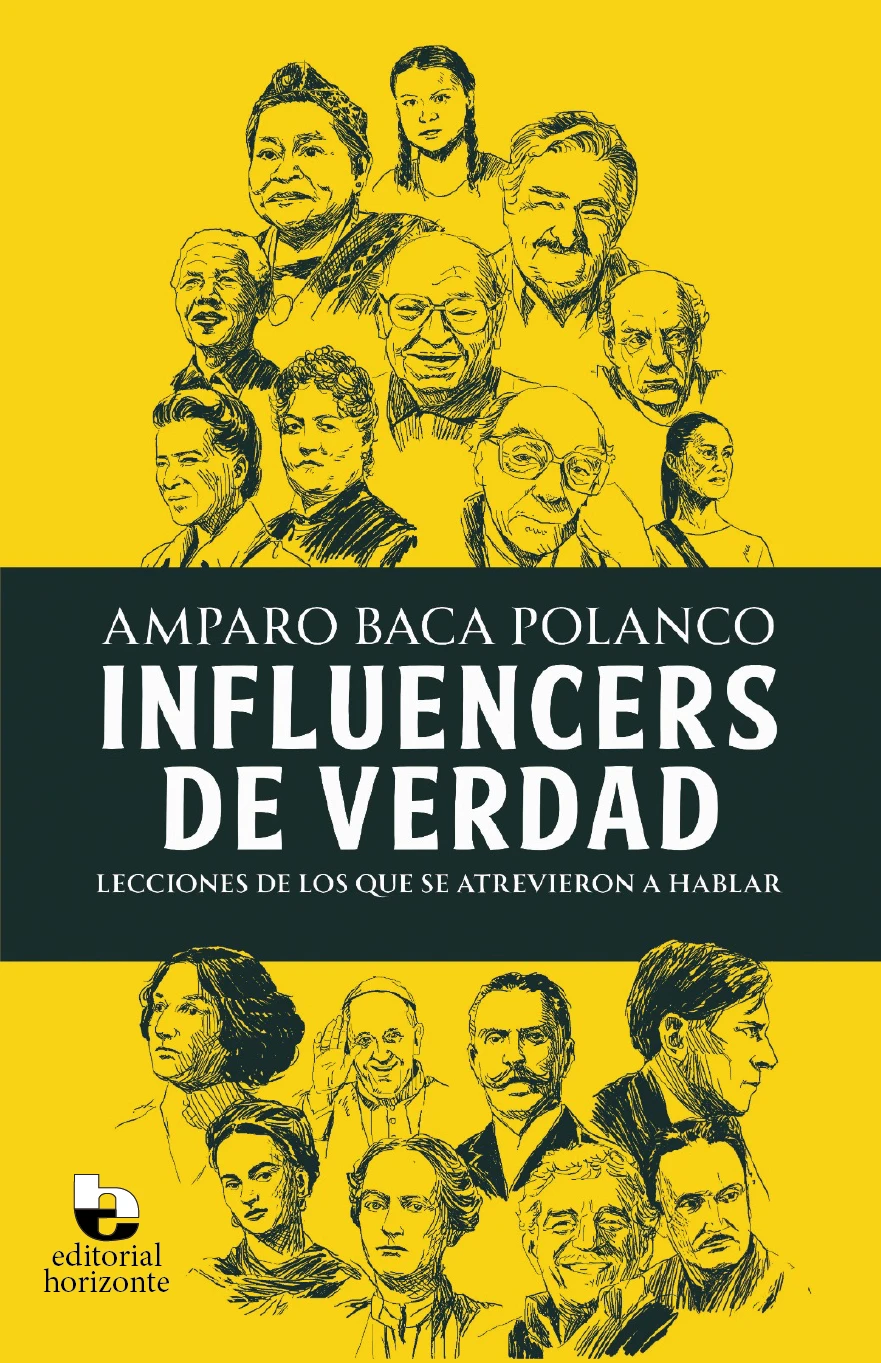 AMPARO BACA POLANCO
INFLUENCERS
DE VERDAD
LECCIONES DE LOS QUE SE ATREVIERON A HABLAR
editorial
horizonte